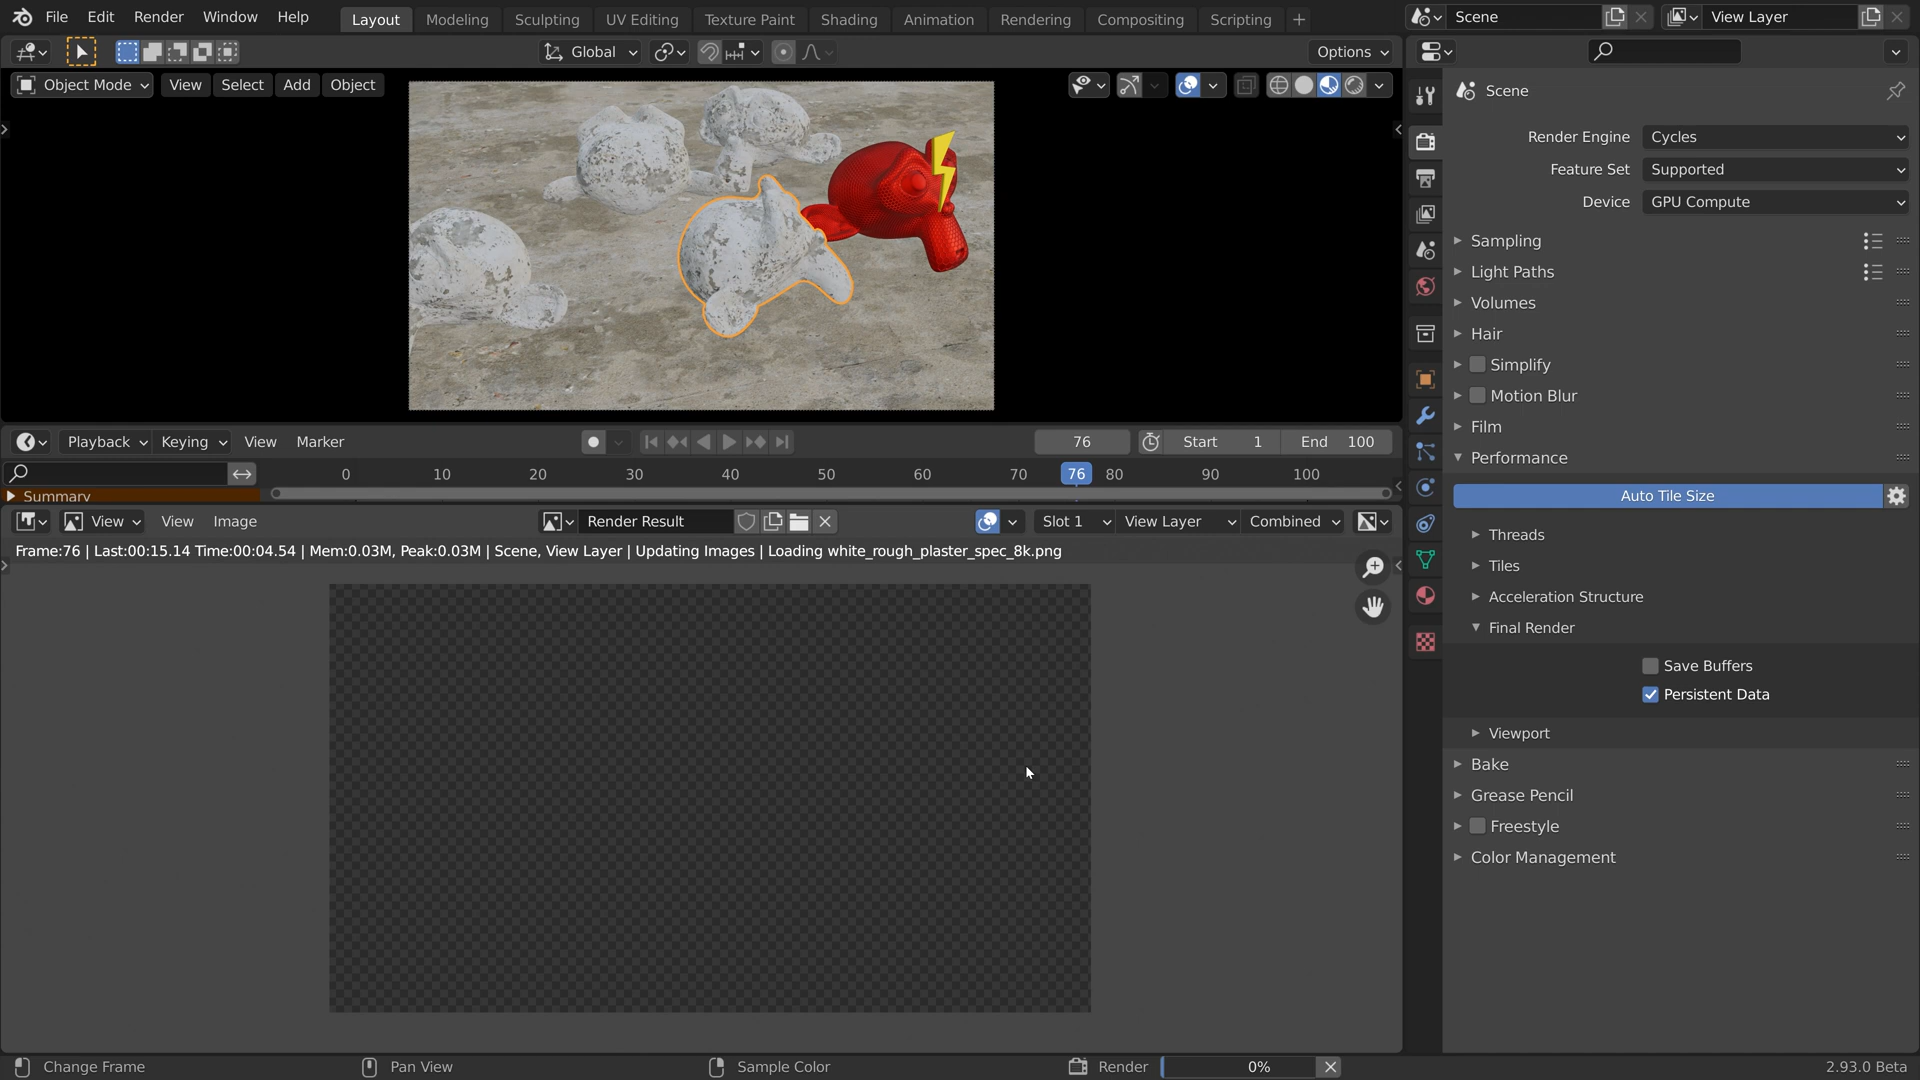 File Edit Render Window Help Layout Modeling Sculpting UV Editing Texture Paint Shading Animation Rendering Compositing Scripting + Scene View Layer
Global Options
Object Mode View Select Add Object
Scene
Render Engine Cycles
Feature Set Supported
Device GPU Compute
Sampling
Light Paths
Volumes
Hair
Simplify
Motion Blur
Film
Performance
Auto Tile Size
Threads
Tiles
Acceleration Structure
Final Render
Save Buffers
Persistent Data
Viewport
Bake
Grease Pencil
Freestyle
Color Management
Playback Keying View Marker 76 Start 1 End 100
0 10 20 30 40 50 60 70 76 80 90 100
Summary
View View Image Render Result Slot 1 View Layer Combined
Frame:76 | Last:00:15.14 Time:00:04.54 | Mem:0.03M, Peak:0.03M | Scene, View Layer | Updating Images | Loading white_rough_plaster_spec_8k.png
Change Frame Pan View Sample Color Render 0% 2.93.0 Beta